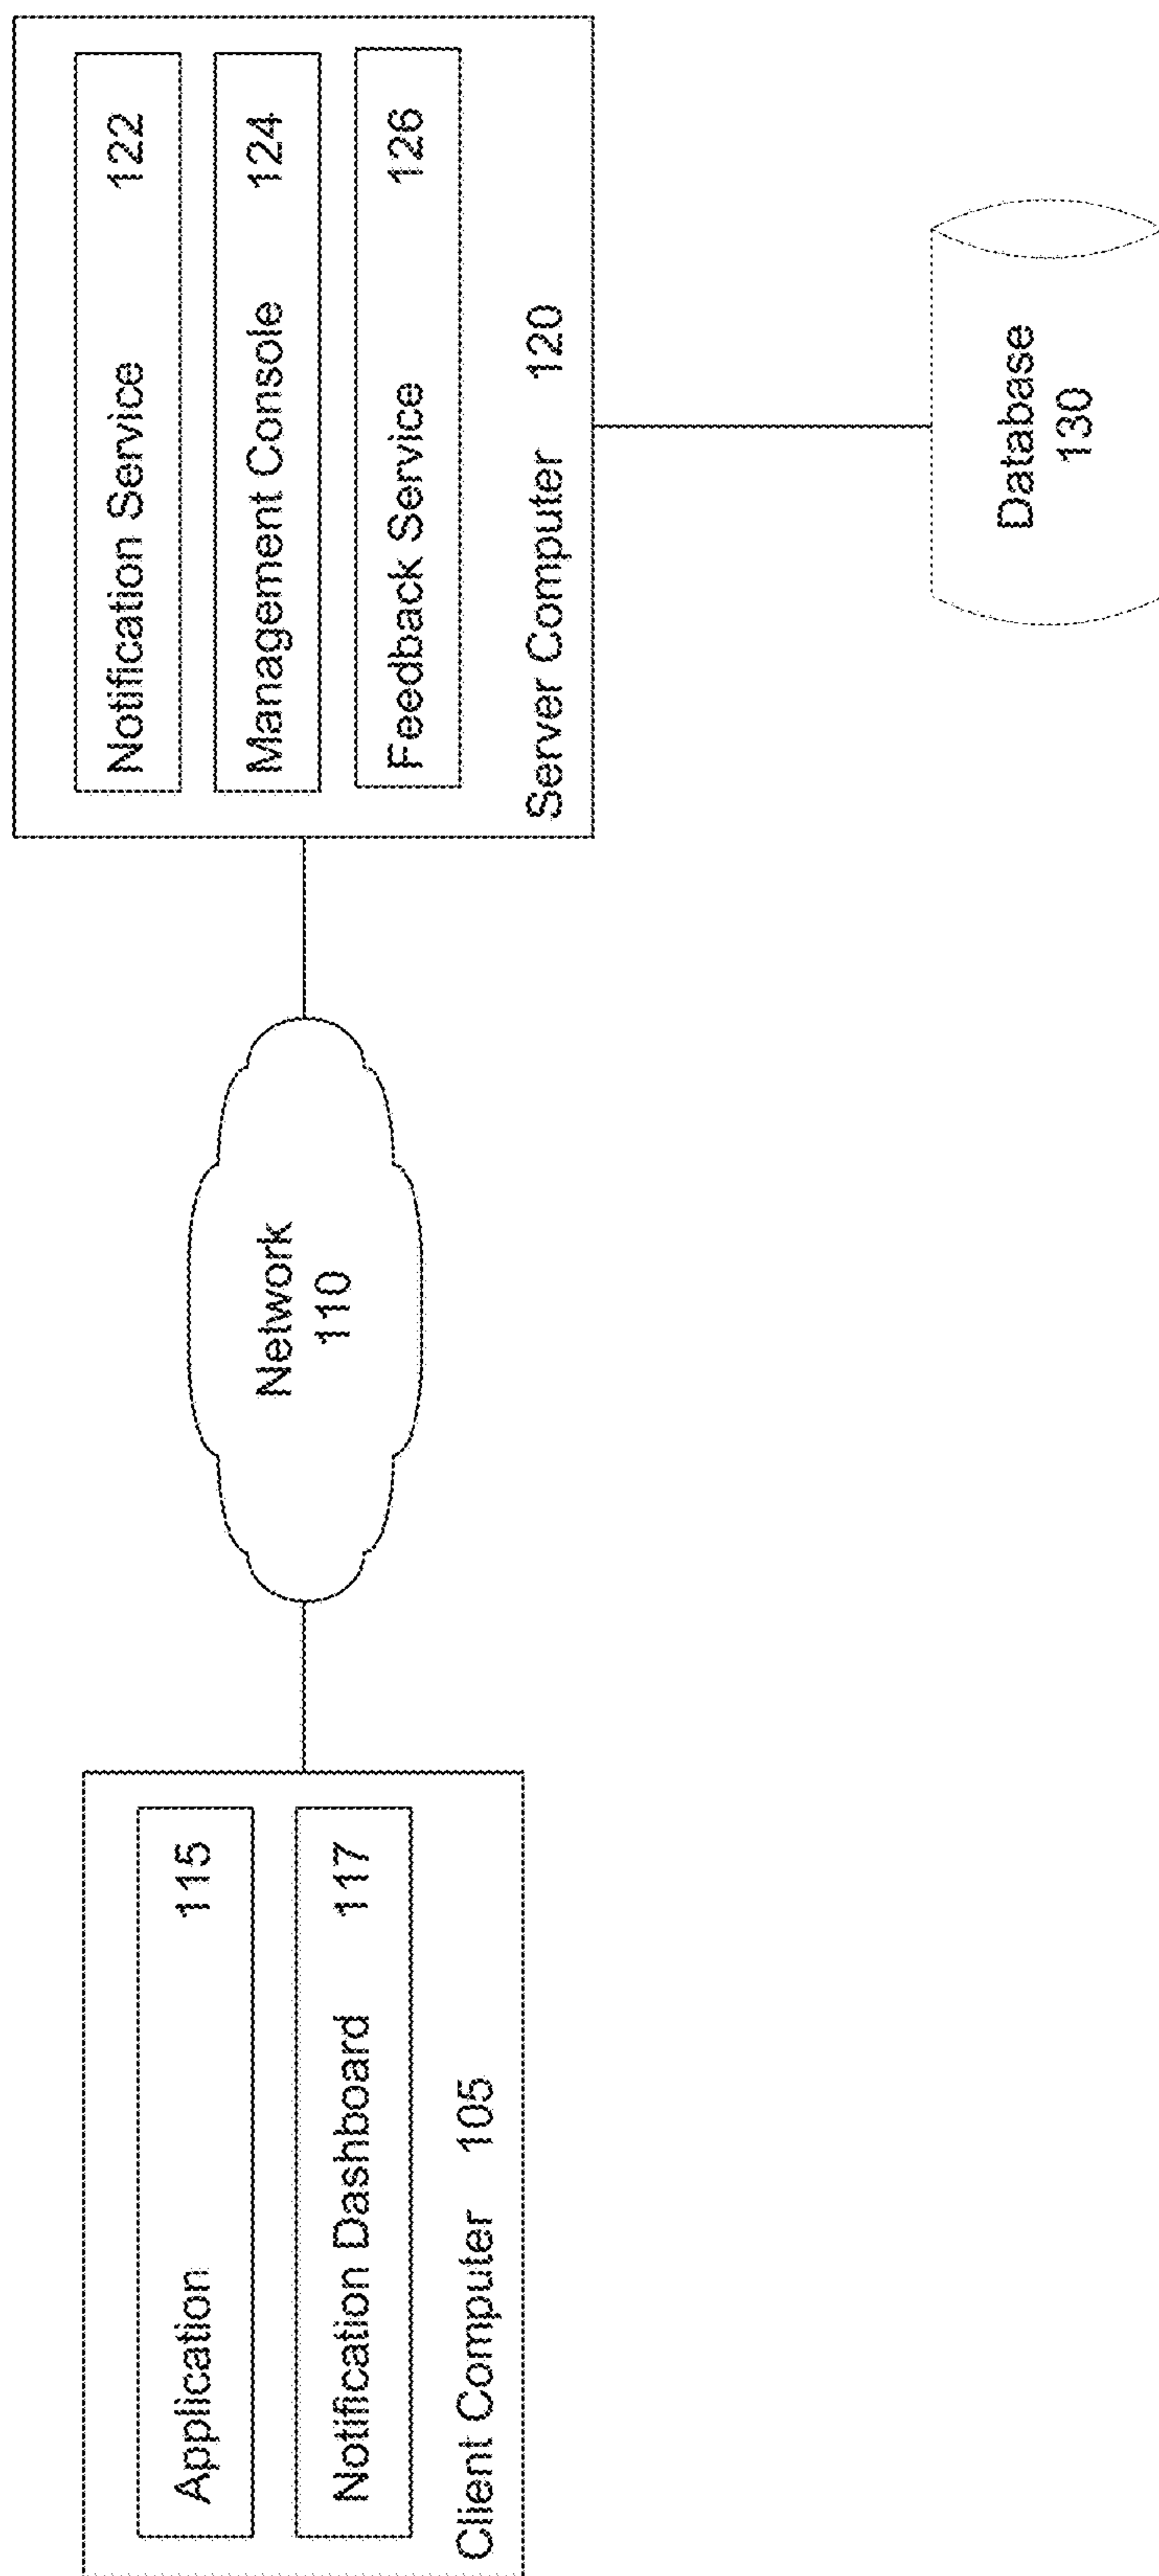 Application 115
Notification Dashboard 117
Client Computer 105
Network
110
Notification Service 122
Management Console 124
Feedback Service 126
Server Computer 120
Database
130